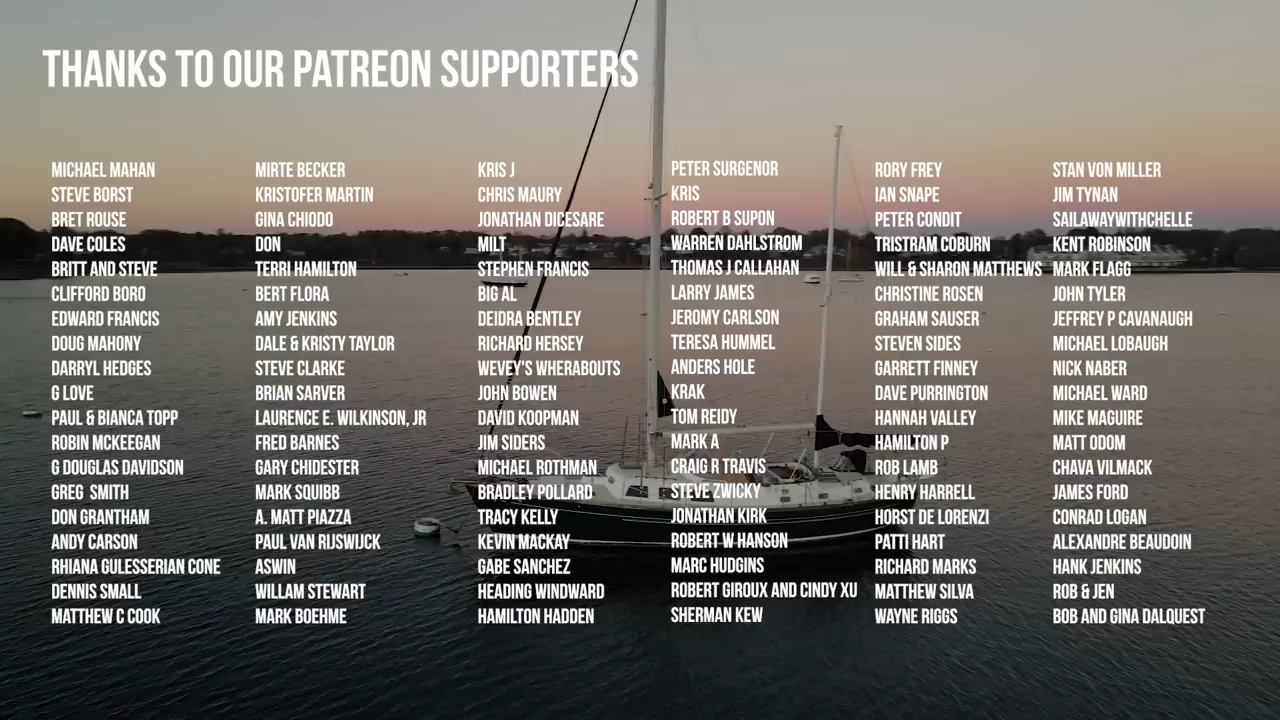 THANKS TO OUR PATREON SUPPORTERS
MICHAEL MAHAN
STEVE BORST
BRET ROUSE
DAVE COLES
BRITT AND STEVE
CLIFFORD BORO
EDWARD FRANCIS
DOUG MAHONY
DARRYL HEDGES
G LOVE
PAUL & BIANCA TOPP
ROBIN MCKEEGAN
G DOUGLAS DAVIDSON
GREG SMITH
DON GRANTHAM
ANDY CARSON
RHIANA GULESSERIAN CONE
DENNIS SMALL
MATTHEW C COOK
MIRTE BECKER
KRISTOFER MARTIN
GINA CHIODO
DON
TERRI HAMILTON
BERT FLORA
AMY JENKINS
DALE & KRISTY TAYLOR
STEVE CLARKE
BRIAN SARVER
LAURENCE E. WILKINSON, JR
FRED BARNES
GARY CHIDESTER
MARK SQUIBB
A. MATT PIAZZA
PAUL VAN RIJSWIJCK
ASWIN
WILLAM STEWART
MARK BOEHME
KRIS J
CHRIS MAURY
JONATHAN DICESARE
MILT
STEPHEN FRANCIS
BIG AL
DEIDRA BENTLEY
RICHARD HERSEY
WEVEY'S WHERABOUTS
JOHN BOWEN
DAVID KOOPMAN
JIM SIDERS
MICHAEL ROTHMAN
BRADLEY POLLARD
TRACY KELLY
KEVIN MACKAY
GABE SANCHEZ
HEADING WINDWARD
HAMILTON HADDEN
PETER SURGENOR
KRIS
ROBERT B SUPON
WARREN DAHLSTROM
THOMAS J CALLAHAN
LARRY JAMES
JEROMY CARLSON
TERESA HUMMEL
ANDERS HOLE
KRAK
TOM REIDY
MARK A
CRAIG R TRAVIS
STEVE ZWICKY
JONATHAN KIRK
ROBERT W HANSON
MARC HUDGINS
ROBERT GIROUX AND CINDY XU
SHERMAN KEW
RORY FREY
IAN SNAPE
PETER CONDIT
TRISTRAM COBURN
WILL & SHARON MATTHEWS
CHRISTINE ROSEN
GRAHAM SAUSER
STEVEN SIDES
GARRETT FINNEY
DAVE PURRINGTON
HANNAH VALLEY
HAMILTON P
ROB LAMB
HENRY HARRELL
HORST DE LORENZI
PATTI HART
RICHARD MARKS
MATTHEW SILVA
WAYNE RIGGS
STAN VON MILLER
JIM TYNAN
SAILAWAYWITHCHELLE
KENT ROBINSON
MARK FLAGG
JOHN TYLER
JEFFREY P CAVANAUGH
MICHAEL LOBAUGH
NICK NABER
MICHAEL WARD
MIKE MAGUIRE
MATT ODOM
CHAVA VILMACK
JAMES FORD
CONRAD LOGAN
ALEXANDRE BEAUDOIN
HANK JENKINS
ROB & JEN
BOB AND GINA DALQUEST